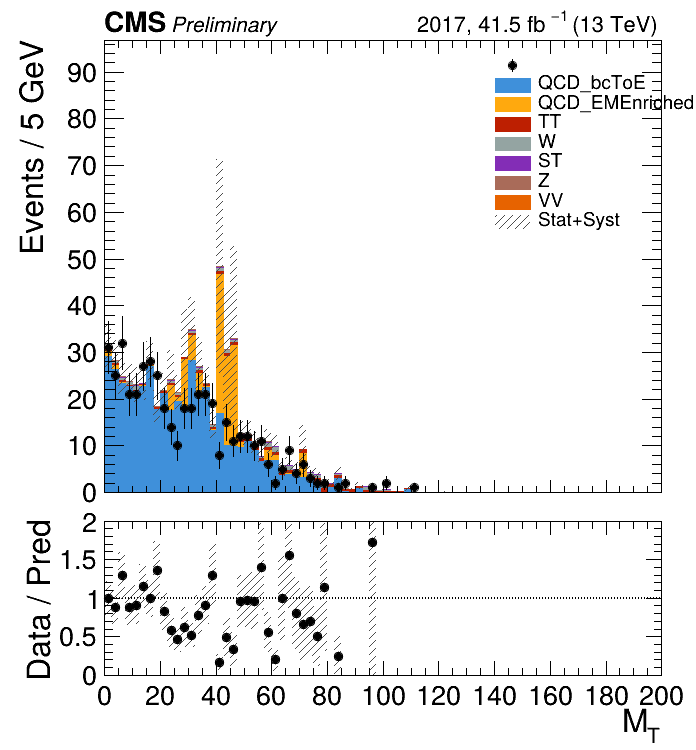 CMS Preliminary 2017, 41.5 fb⁻¹ (13 TeV)
Events / 5 GeV
90
80
70
60
50
40
30
20
10
0
QCD_bcToE
QCD_EMEnriched
TT
W
ST
Z
VV
Stat+Syst
Data / Pred
2
1.5
1
0.5
0
0 20 40 60 80 100 120 140 160 180 200
M_T